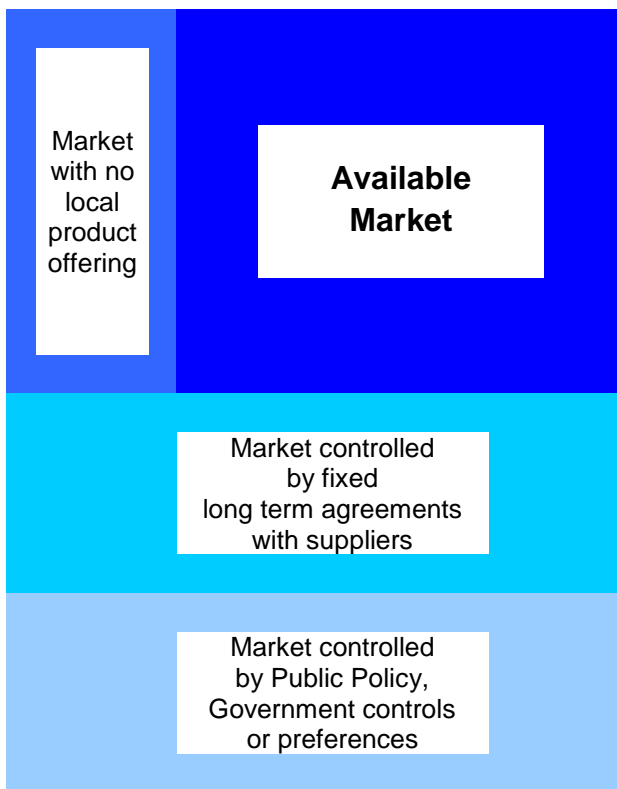 Market
with no
local
product
offering
Available
Market
Market controlled
by fixed
long term agreements
with suppliers
Market controlled
by Public Policy,
Government controls
or preferences